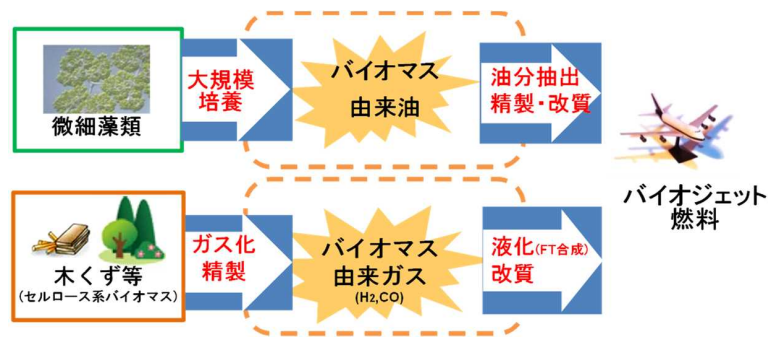 微細藻類
大規模
培養
バイオマス
由来油
油分抽出
精製・改質
木くず等
(セルロース系バイオマス)
ガス化
精製
バイオマス
由来ガス
(H2,CO)
液化(FT合成)
改質
バイオジェット
燃料